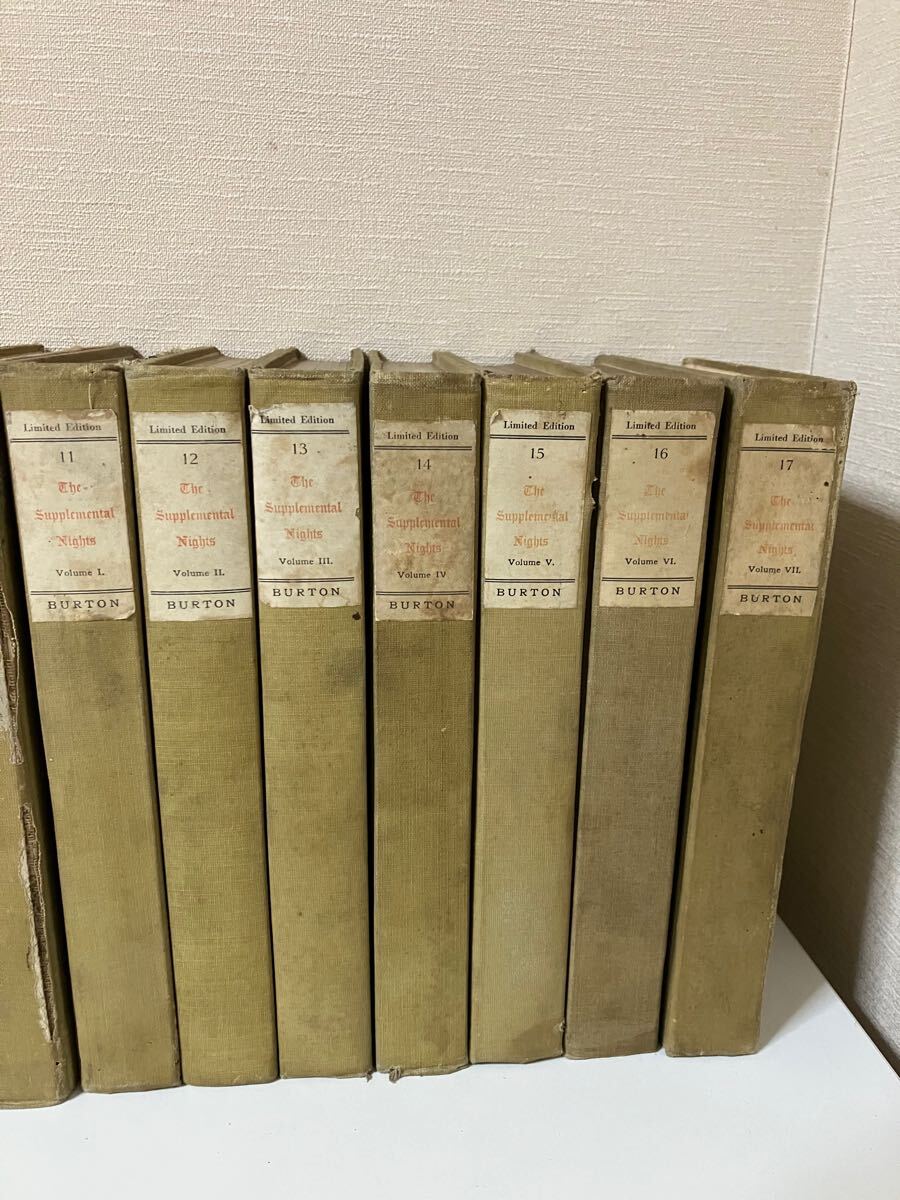 Limited Edition
11
The
Supplemental
Nights
Volume I.
BURTON
Limited Edition
12
The
Supplemental
Nights
Volume II.
BURTON
Limited Edition
13
The
Supplemental
Nights
Volume III.
BURTON
Limited Edition
14
The
Supplemental
Nights
Volume IV
BURTON
Limited Edition
15
The
Supplemental
Nights
Volume V.
BURTON
Limited Edition
16
The
Supplemental
Nights
Volume VI.
BURTON
Limited Edition
17
The
Supplemental
Nights
Volume VII.
BURTON